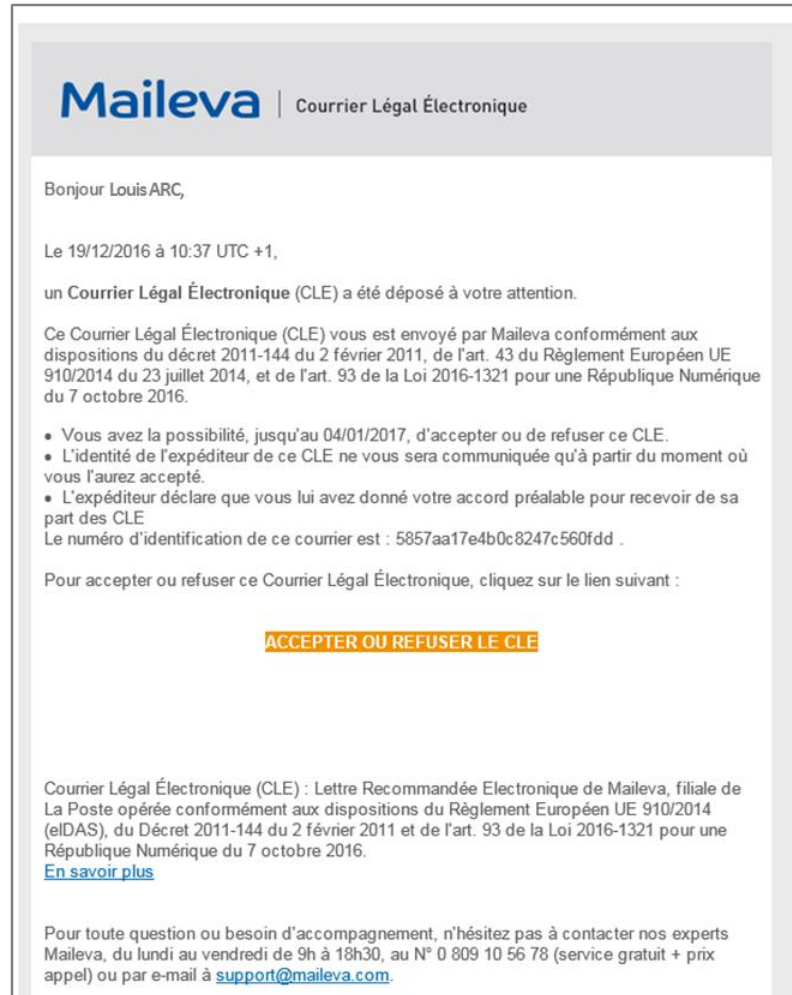 Maileva | Courrier Légal Électronique
Bonjour Louis ARC,
Le 19/12/2016 à 10:37 UTC +1,
un Courrier Légal Électronique (CLE) a été déposé à votre attention.
Ce Courrier Légal Électronique (CLE) vous est envoyé par Maileva conformément aux
dispositions du décret 2011-144 du 2 février 2011, de l'art. 43 du Règlement Européen UE
910/2014 du 23 juillet 2014, et de l'art. 93 de la Loi 2016-1321 pour une République Numérique
du 7 octobre 2016.
• Vous avez la possibilité, jusqu'au 04/01/2017, d'accepter ou de refuser ce CLE.
• L'identité de l'expéditeur de ce CLE ne vous sera communiquée qu'à partir du moment où
vous l'aurez accepté.
• L'expéditeur déclare que vous lui avez donné votre accord préalable pour recevoir de sa
part des CLE
Le numéro d'identification de ce courrier est : 5857aa17e4b0c8247c560fdd .
Pour accepter ou refuser ce Courrier Légal Électronique, cliquez sur le lien suivant :
ACCEPTER OU REFUSER LE CLE
Courrier Légal Électronique (CLE) : Lettre Recommandée Electronique de Maileva, filiale de
La Poste opérée conformément aux dispositions du Règlement Européen UE 910/2014
(eIDAS), du Décret 2011-144 du 2 février 2011 et de l'art. 93 de la Loi 2016-1321 pour une
République Numérique du 7 octobre 2016.
En savoir plus
Pour toute question ou besoin d'accompagnement, n'hésitez pas à contacter nos experts
Maileva, du lundi au vendredi de 9h à 18h30, au N° 0 809 10 56 78 (service gratuit + prix
appel) ou par e-mail à support@maileva.com.